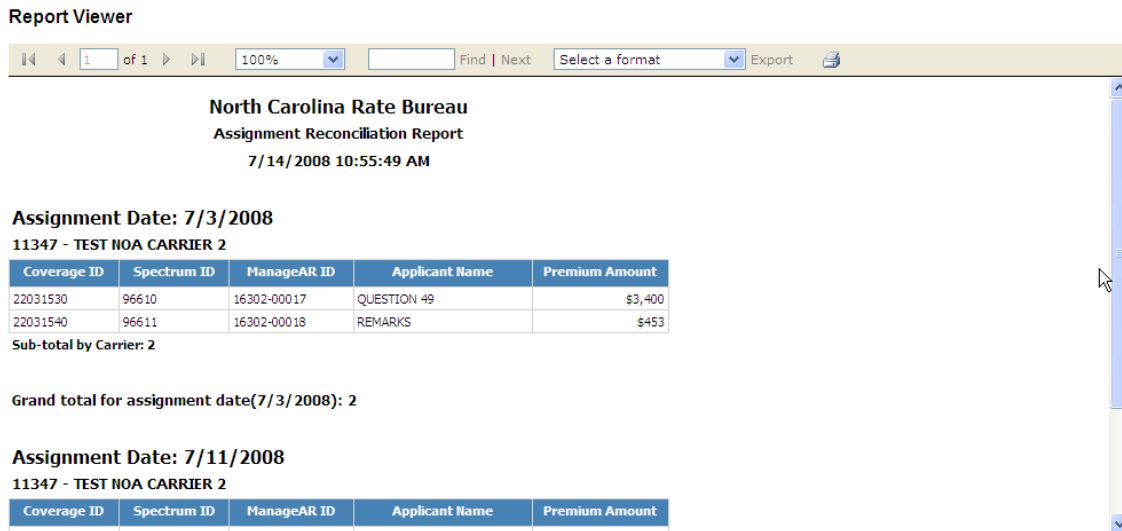 Report Viewer
1 of 1 100% Find | Next Select a format Export
North Carolina Rate Bureau
Assignment Reconciliation Report
7/14/2008 10:55:49 AM
Assignment Date: 7/3/2008
11347 - TEST NOA CARRIER 2
Coverage ID Spectrum ID ManageAR ID Applicant Name Premium Amount
22031530 96610 16302-00017 QUESTION 49 $3,400
22031540 96611 16302-00018 REMARKS $453
Sub-total by Carrier: 2
Grand total for assignment date(7/3/2008): 2
Assignment Date: 7/11/2008
11347 - TEST NOA CARRIER 2
Coverage ID Spectrum ID ManageAR ID Applicant Name Premium Amount